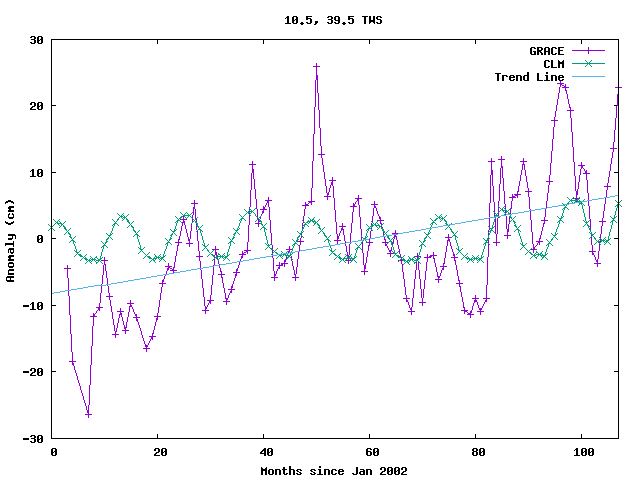 10.5, 39.5 TWS
GRACE
CLM
Trend Line
30
20
10
0
-10
-20
-30
Anomaly (cm)
0 20 40 60 80 100
Months since Jan 2002